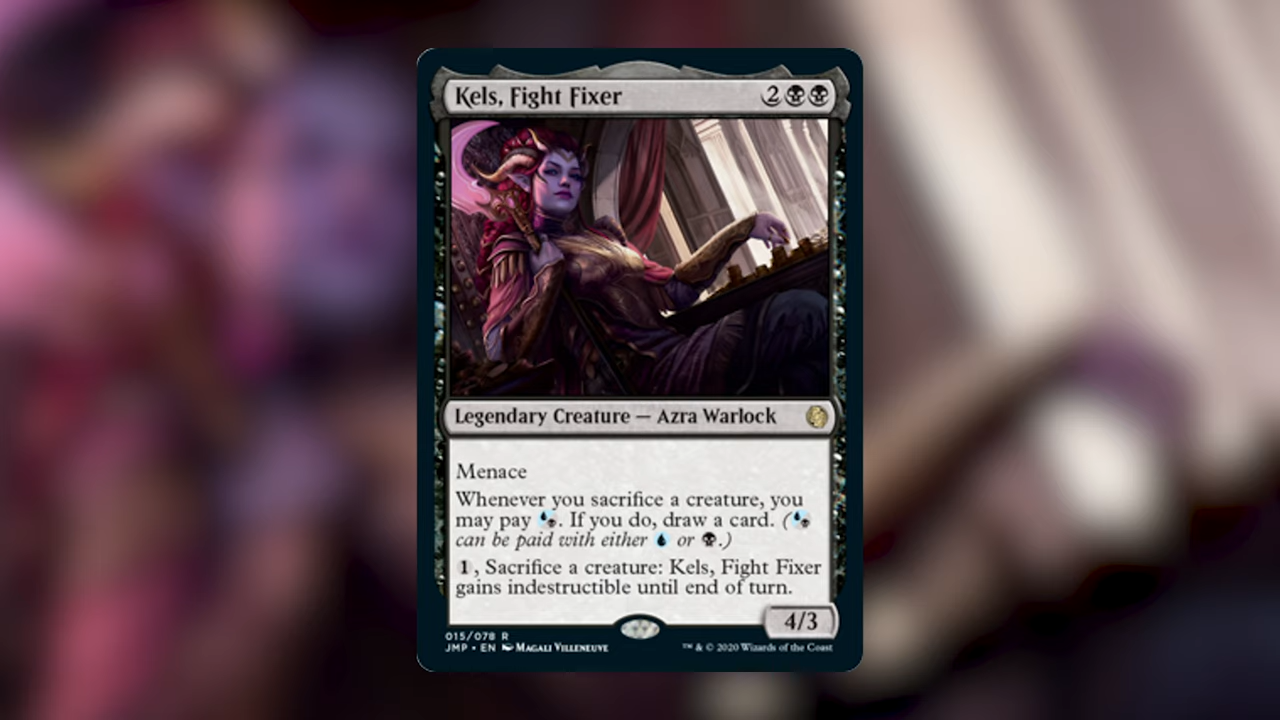 Kels, Fight Fixer 2
Legendary Creature — Azra Warlock
Menace
Whenever you sacrifice a creature, you
may pay . If you do, draw a card. (
can be paid with either or .)
1, Sacrifice a creature: Kels, Fight Fixer
gains indestructible until end of turn.
4/3
015/078 R
JMP • EN Magali Villeneuve
™ & © 2020 Wizards of the Coast